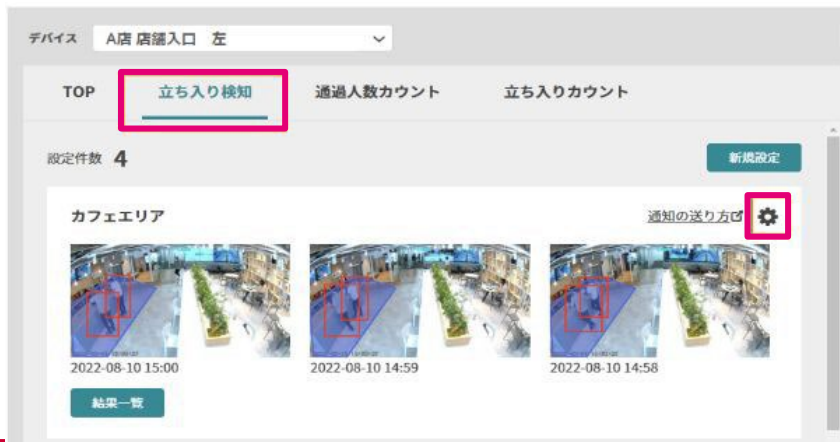 デバイス A店 店舗入口 左
TOP 立ち入り検知 通過人数カウント 立ち入りカウント
設定件数 4 新規設定
カフェエリア 通知の送り方
2022-08-10 15:00 2022-08-10 14:59 2022-08-10 14:58
結果一覧